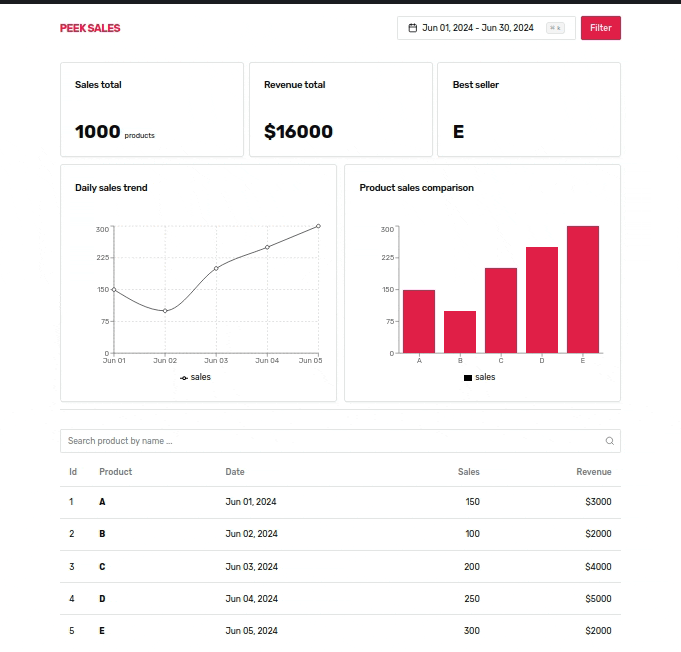 PEEK SALES
Jun 01, 2024 - Jun 30, 2024
Filter
Sales total
1000 products
Revenue total
$16000
Best seller
E
Daily sales trend
300
225
150
75
0
Jun 01 Jun 02 Jun 03 Jun 04 Jun 05
sales
Product sales comparison
300
225
150
75
0
A B C D E
sales
Search product by name ...
Id Product Date Sales Revenue
1 A Jun 01, 2024 150 $3000
2 B Jun 02, 2024 100 $2000
3 C Jun 03, 2024 200 $4000
4 D Jun 04, 2024 250 $5000
5 E Jun 05, 2024 300 $2000